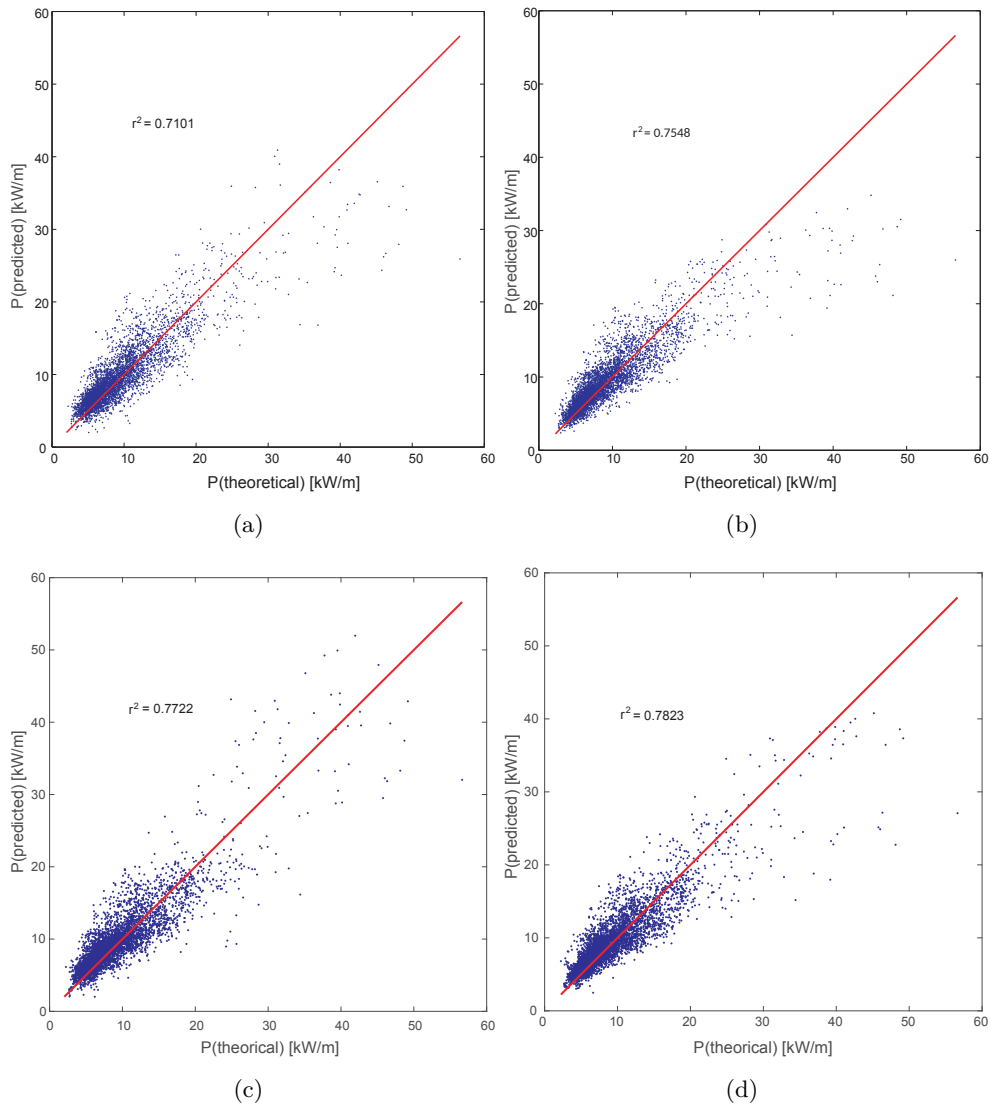 60
50
40
30
20
10
0
P(predicted) [kW/m]
r² = 0.7101
0 10 20 30 40 50 60
P(theoretical) [kW/m]
(a)
60
50
40
30
20
10
0
P(predicted) [kW/m]
r² = 0.7548
0 10 20 30 40 50 60
P(theoretical) [kW/m]
(b)
60
50
40
30
20
10
0
P(predicted) [kW/m]
r² = 0.7722
0 10 20 30 40 50 60
P(theorical) [kW/m]
(c)
60
50
40
30
20
10
0
P(predicted) [kW/m]
r² = 0.7823
0 10 20 30 40 50 60
P(theorical) [kW/m]
(d)